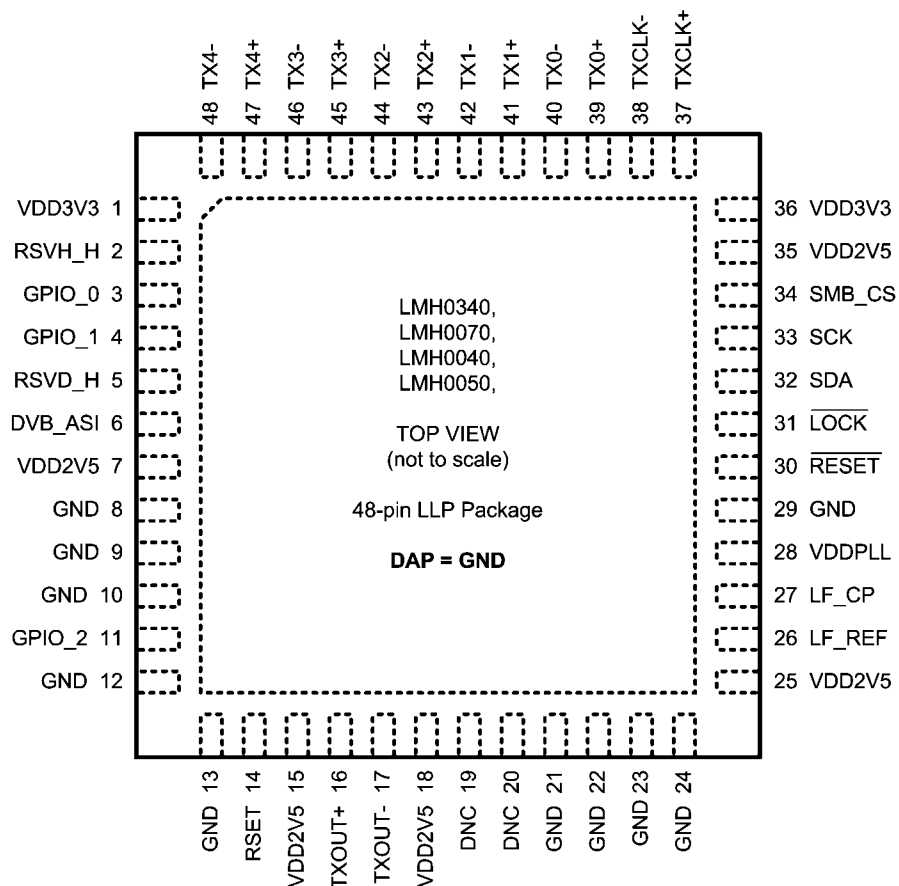 48 TX4-
47 TX4+
46 TX3-
45 TX3+
44 TX2-
43 TX2+
42 TX1-
41 TX1+
40 TX0-
39 TX0+
38 TXCLK-
37 TXCLK+
VDD3V3 1
RSVH_H 2
GPIO_0 3
GPIO_1 4
RSVD_H 5
DVB_ASI 6
VDD2V5 7
GND 8
GND 9
GND 10
GPIO_2 11
GND 12
LMH0340,
LMH0070,
LMH0040,
LMH0050,
TOP VIEW
(not to scale)
48-pin LLP Package
DAP = GND
36 VDD3V3
35 VDD2V5
34 SMB_CS
33 SCK
32 SDA
31 LOCK
30 RESET
29 GND
28 VDDPLL
27 LF_CP
26 LF_REF
25 VDD2V5
GND 13
RSET 14
VDD2V5 15
TXOUT+ 16
TXOUT- 17
VDD2V5 18
DNC 19
DNC 20
GND 21
GND 22
GND 23
GND 24